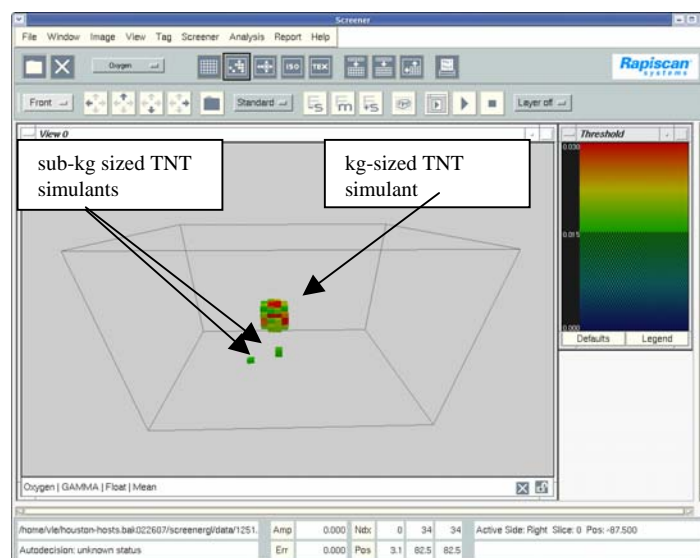 Screener
File Window Image View Tag Screener Analysis Report Help
Oxygen
ISO
TEX
Rapiscan
systems
Front
Standard
-S
m
+S
Layer of
View 0
Threshold
sub-kg sized TNT
simulants
kg-sized TNT
simulant
0.030
0.015
0.000
Defaults Legend
Oxygen | GAMMA | Float | Mean
/home/vle/houston-hosts.bak022607/screenergl/data/1251. Amp 0.000 Ndx 0 34 34 Active Side: Right Slice: 0 Pos: -87.500
Autodecision: unknown status Err 0.000 Pos 3.1 82.5 82.5